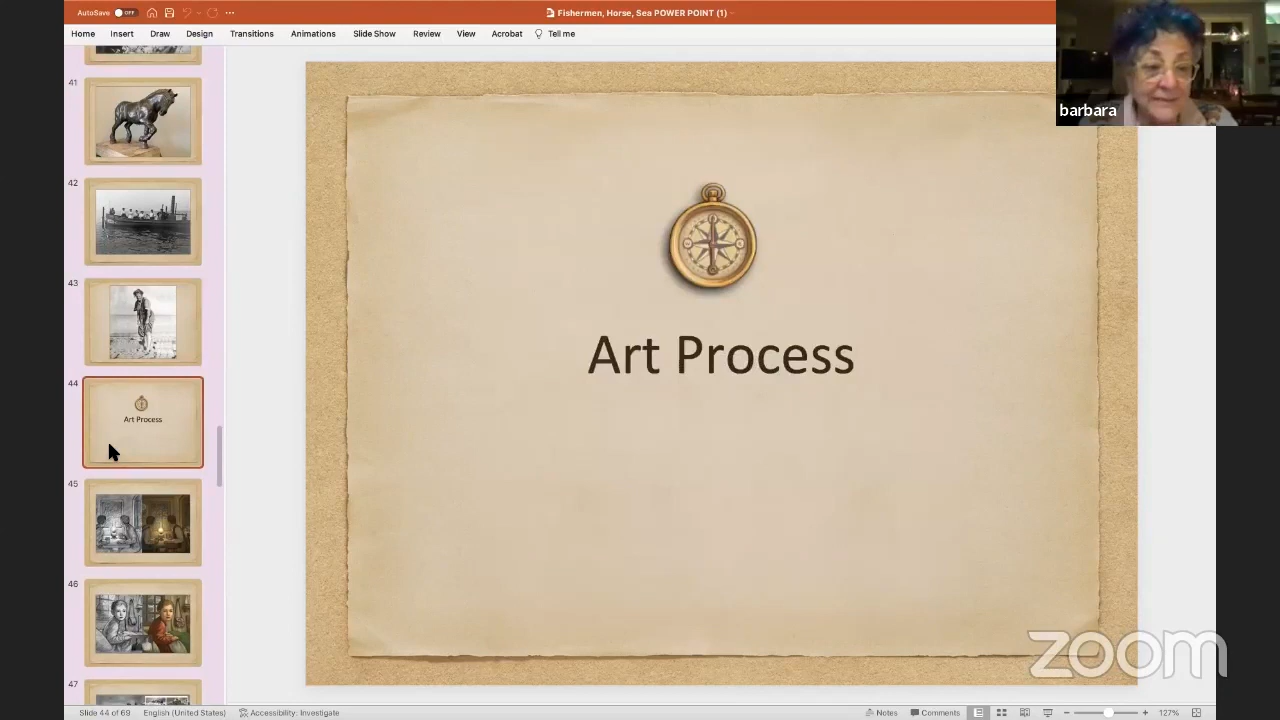 AutoSave OFF
Fishermen, Horse, Sea POWER POINT (1)
Home Insert Draw Design Transitions Animations Slide Show Review View Acrobat Tell me
barbara
41
42
43
44
Art Process
45
46
47
Art Process
zoom
Slide 44 of 69 English (United States) Accessibility: Investigate Notes Comments 127%